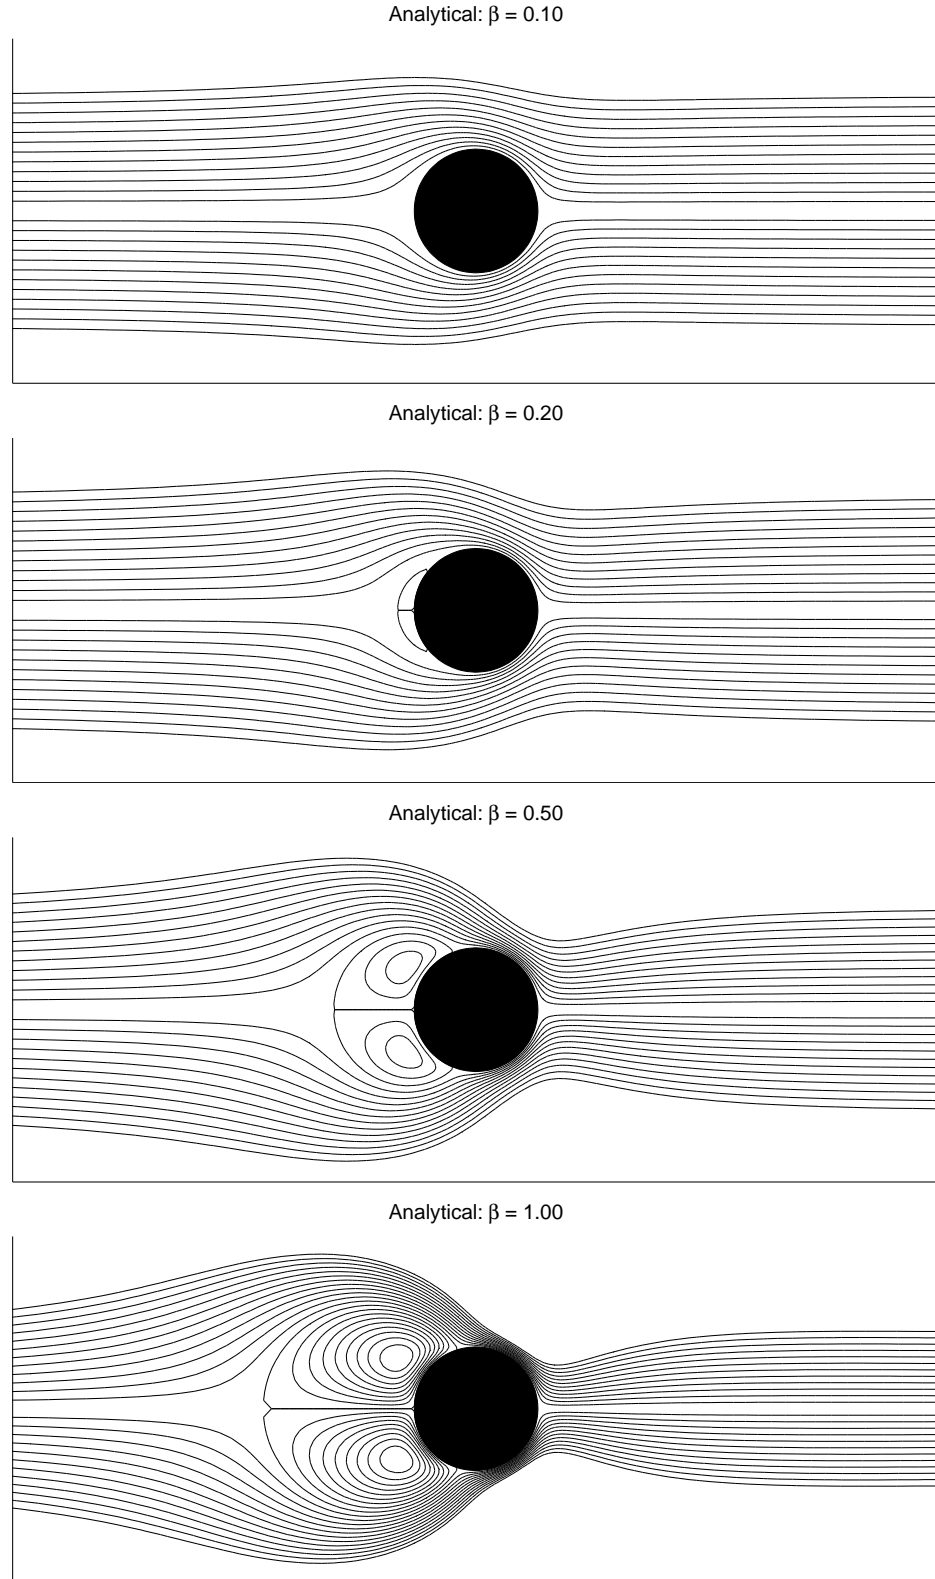 Analytical: β = 0.10
Analytical: β = 0.20
Analytical: β = 0.50
Analytical: β = 1.00